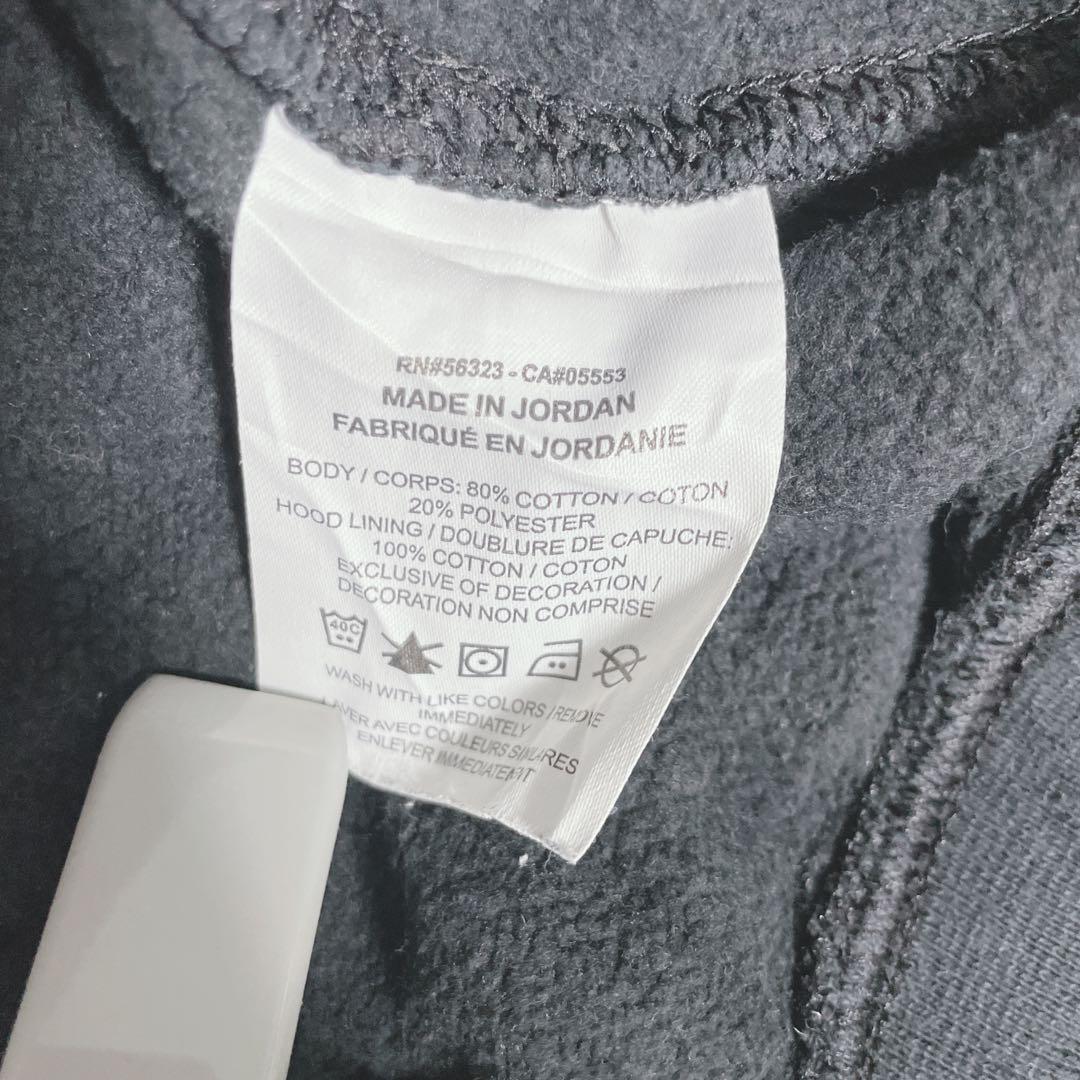 RN#56323 - CA#05553
MADE IN JORDAN
FABRIQUÉ EN JORDANIE
BODY / CORPS: 80% COTTON / COTON
20% POLYESTER
HOOD LINING / DOUBLURE DE CAPUCHE:
100% COTTON / COTON
EXCLUSIVE OF DECORATION /
DECORATION NON COMPRISE
40C
WASH WITH LIKE COLORS / REMOVE
IMMEDIATELY
LAVER AVEC COULEURS
ENLEVER